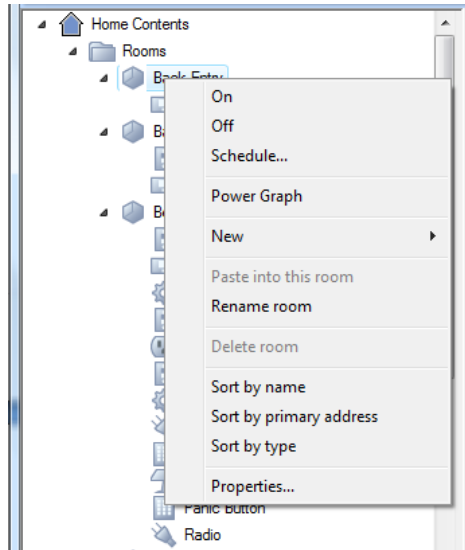 Home Contents
Rooms
Back Entry
On
Off
Schedule...
Power Graph
New
Paste into this room
Rename room
Delete room
Sort by name
Sort by primary address
Sort by type
Properties...
Panic Button
Radio